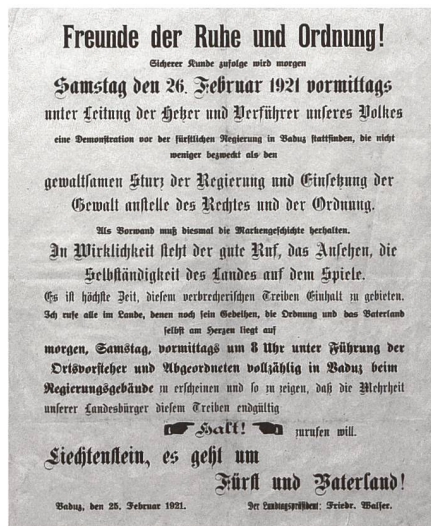 Freunde der Ruhe und Ordnung!
Sicherer Kunde zufolge wird morgen
Samstag den 26. Februar 1921 vormittags
unter Leitung der Hetzer und Verführer unseres Volkes
eine Demonstration vor der fürstlichen Regierung in Vaduz stattfinden, die nicht
weniger bezweckt als den
gewaltsamen Sturz der Regierung und Einsetzung der
Gewalt anstelle des Rechtes und der Ordnung.
Als Vorwand muß diesmal die Markengeschichte herhalten.
In Wirklichkeit steht der gute Ruf, das Ansehen, die
Selbständigkeit des Landes auf dem Spiele.
Es ist höchste Zeit, diesem verbrecherischen Treiben Einhalt zu gebieten.
Ich rufe alle im Lande, denen noch sein Gedeihen, die Ordnung und das Vaterland
selbst am Herzen liegt auf
morgen, Samstag, vormittags um 8 Uhr unter Führung der
Ortsvorsteher und Abgeordneten vollzählig in Vaduz beim
Regierungsgebäude zu erscheinen und so zu zeigen, daß die Mehrheit
unserer Landesbürger diesem Treiben endgültig
Halt! zurufen will.
Liechtenstein, es geht um
Fürst und Vaterland!
Vaduz, den 25. Februar 1921. Der Landtagspräsident: Friedr. Walser.